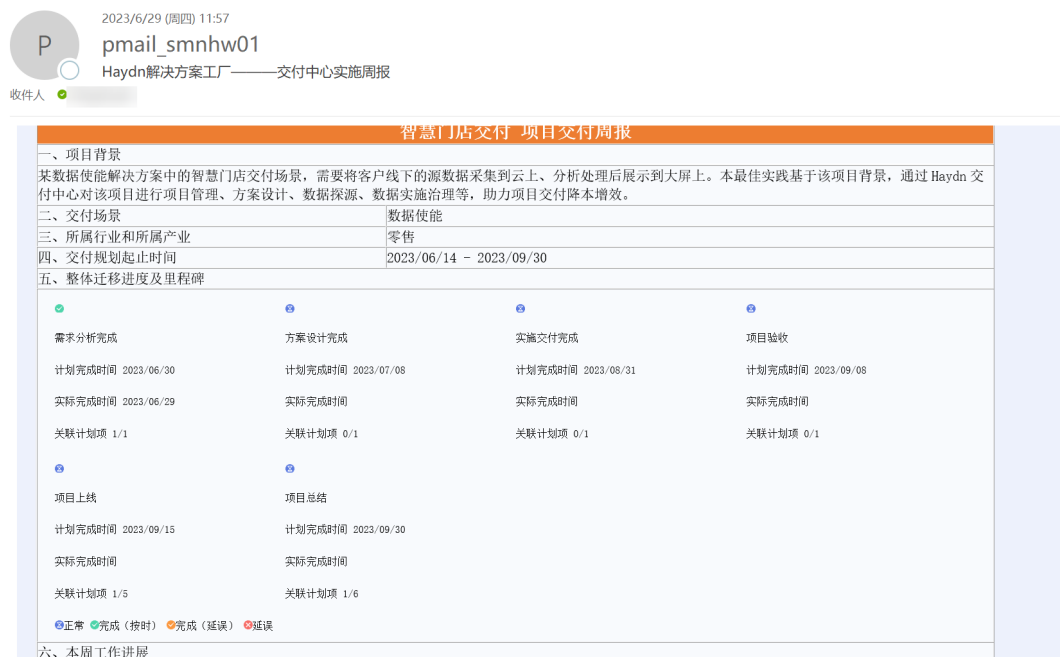 2023/6/29 (周四) 11:57
P
pmail_smnhw01
Haydn解决方案工厂———交付中心实施周报
收件人
智慧门店交付 项目交付周报
一、项目背景
某数据使能解决方案中的智慧门店交付场景，需要将客户线下的源数据采集到云上、分析处理后展示到大屏上。本最佳实践基于该项目背景，通过 Haydn 交
付中心对该项目进行项目管理、方案设计、数据探源、数据实施治理等，助力项目交付降本增效。
二、交付场景 数据使能
三、所属行业和所属产业 零售
四、交付规划起止时间 2023/06/14 - 2023/09/30
五、整体迁移进度及里程碑
需求分析完成 方案设计完成 实施交付完成 项目验收
计划完成时间 2023/06/30 计划完成时间 2023/07/08 计划完成时间 2023/08/31 计划完成时间 2023/09/08
实际完成时间 2023/06/29 实际完成时间 实际完成时间 实际完成时间
关联计划项 1/1 关联计划项 0/1 关联计划项 0/1 关联计划项 0/1
项目上线 项目总结
计划完成时间 2023/09/15 计划完成时间 2023/09/30
实际完成时间 实际完成时间
关联计划项 1/5 关联计划项 1/6
正常 完成（按时） 完成（延误） 延误
六、本周工作进展